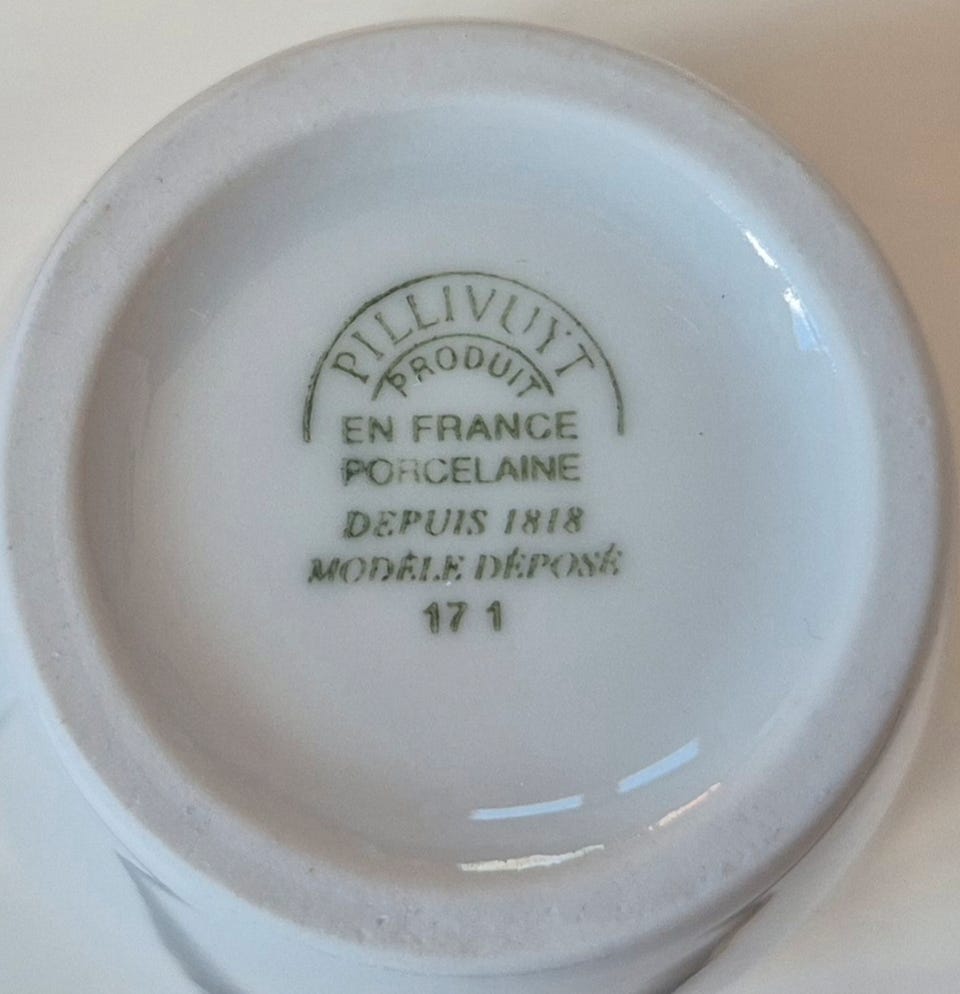 PILLIVUYT
PRODUIT
EN FRANCE
PORCELAINE
DEPUIS 1818
MODÈLE DÉPOSÉ
17 1